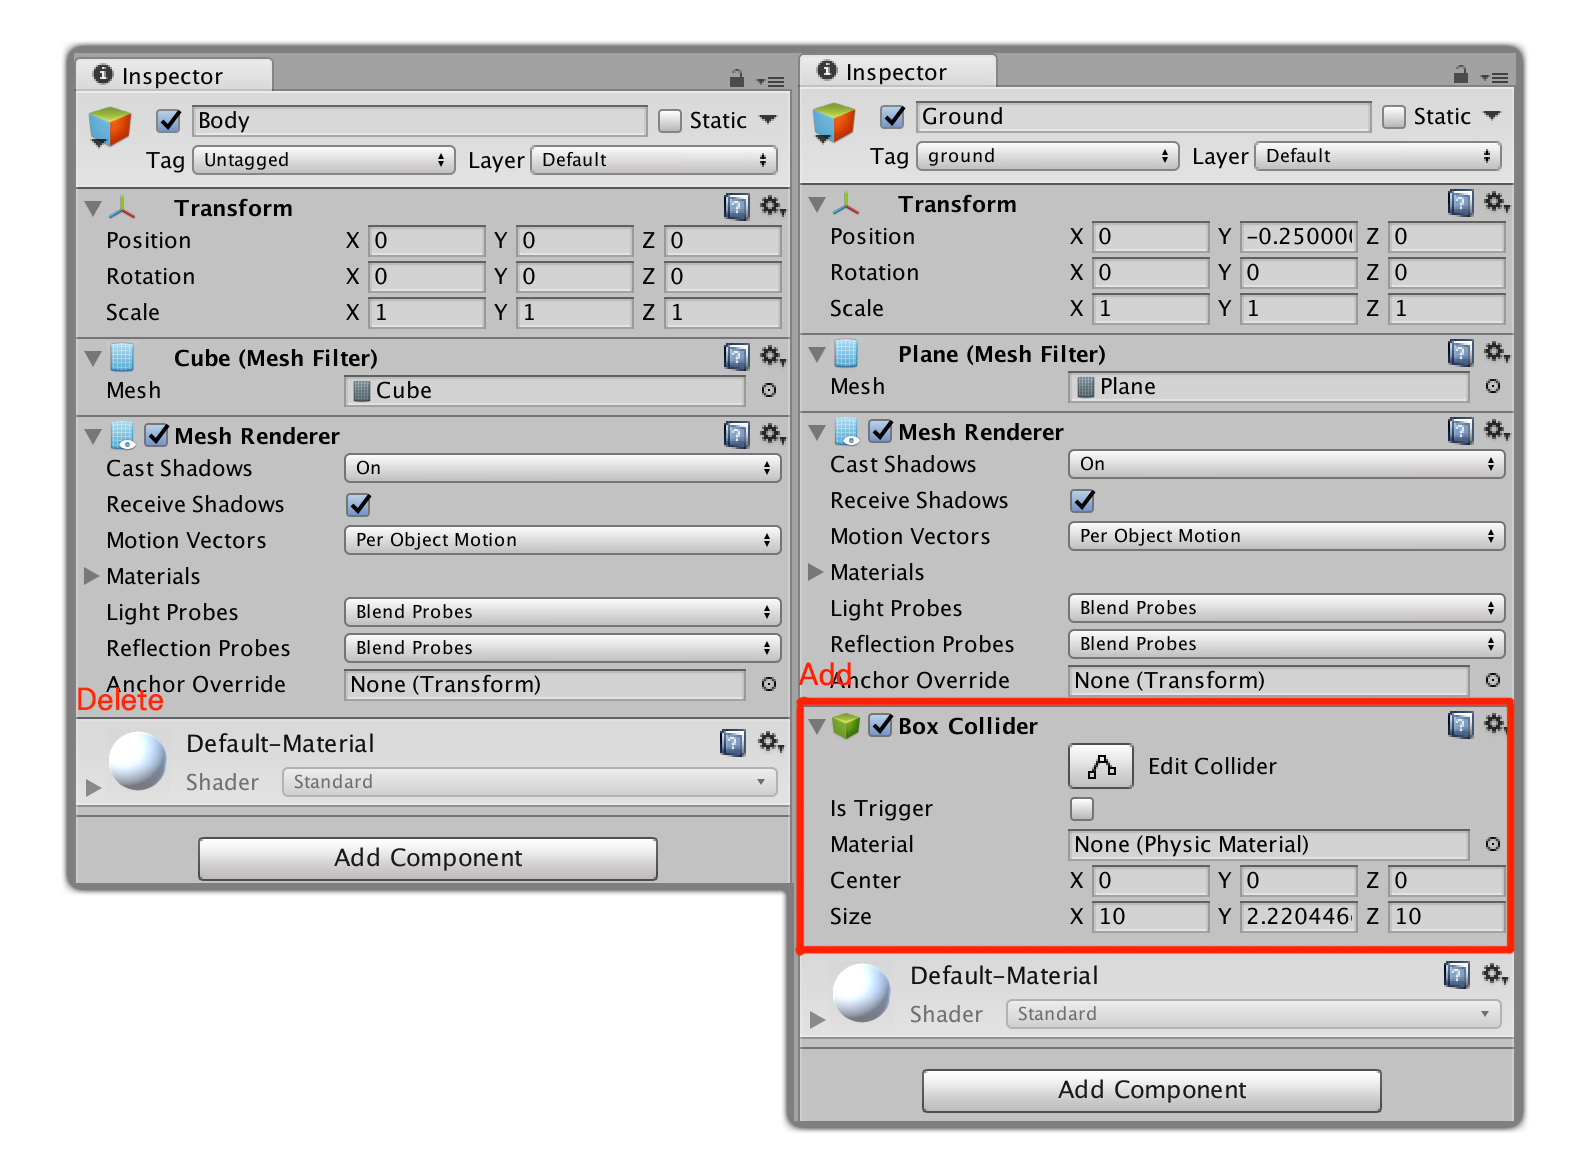 Inspector
Body
Static
Tag Untagged Layer Default
Transform
Position X 0 Y 0 Z 0
Rotation X 0 Y 0 Z 0
Scale X 1 Y 1 Z 1
Cube (Mesh Filter)
Mesh Cube
Mesh Renderer
Cast Shadows On
Receive Shadows
Motion Vectors Per Object Motion
Materials
Light Probes Blend Probes
Reflection Probes Blend Probes
Anchor Override None (Transform)
Delete
Default-Material
Shader Standard
Add Component
Inspector
Ground
Static
Tag ground Layer Default
Transform
Position X 0 Y -0.250000 Z 0
Rotation X 0 Y 0 Z 0
Scale X 1 Y 1 Z 1
Plane (Mesh Filter)
Mesh Plane
Mesh Renderer
Cast Shadows On
Receive Shadows
Motion Vectors Per Object Motion
Materials
Light Probes Blend Probes
Reflection Probes Blend Probes
Add
Anchor Override None (Transform)
Box Collider
Edit Collider
Is Trigger
Material None (Physic Material)
Center X 0 Y 0 Z 0
Size X 10 Y 2.220446 Z 10
Default-Material
Shader Standard
Add Component